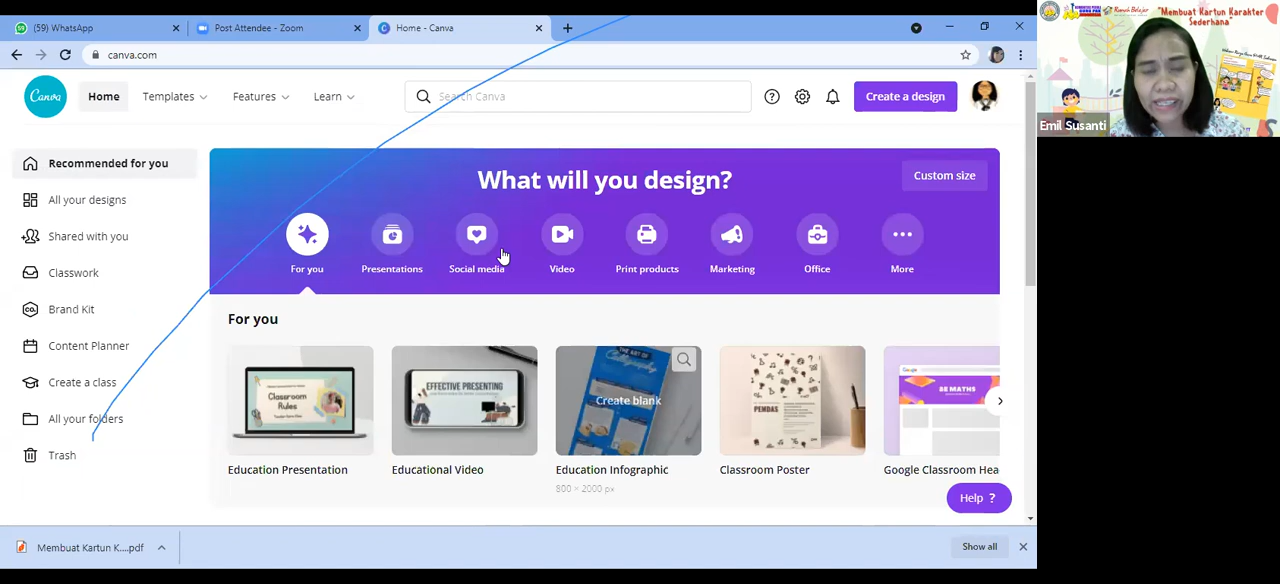 (59) WhatsApp
Post Attendee - Zoom
Home - Canva
canva.com
Canva
Home
Templates
Features
Learn
Search Canva
Create a design
Recommended for you
All your designs
Shared with you
Classwork
Brand Kit
Content Planner
Create a class
All your folders
Trash
What will you design?
Custom size
For you
Presentations
Social media
Video
Print products
Marketing
Office
More
For you
Classroom Rules
EFFECTIVE PRESENTING
Create blank
PEMDAS
BE MATHS
Education Presentation
Educational Video
Education Infographic
Classroom Poster
Google Classroom Hea
800 × 2000 px
Help ?
Membuat Kartun K....pdf
Show all
"Membuat Kartun Karakter
Sederhana"
Rumah Belajar
Emil Susanti